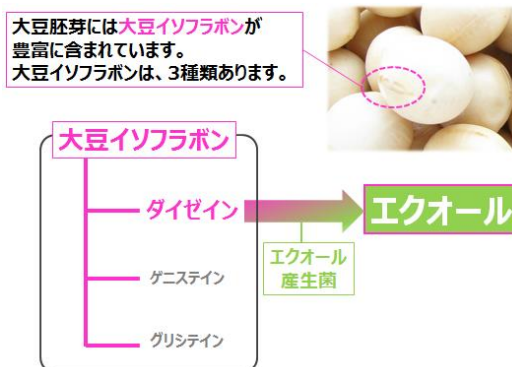 大豆胚芽には大豆イソフラボンが
豊富に含まれています。
大豆イソフラボンは、3種類あります。
大豆イソフラボン
ダイゼイン
エクオール
エクオール
産生菌
ゲニステイン
グリシテイン